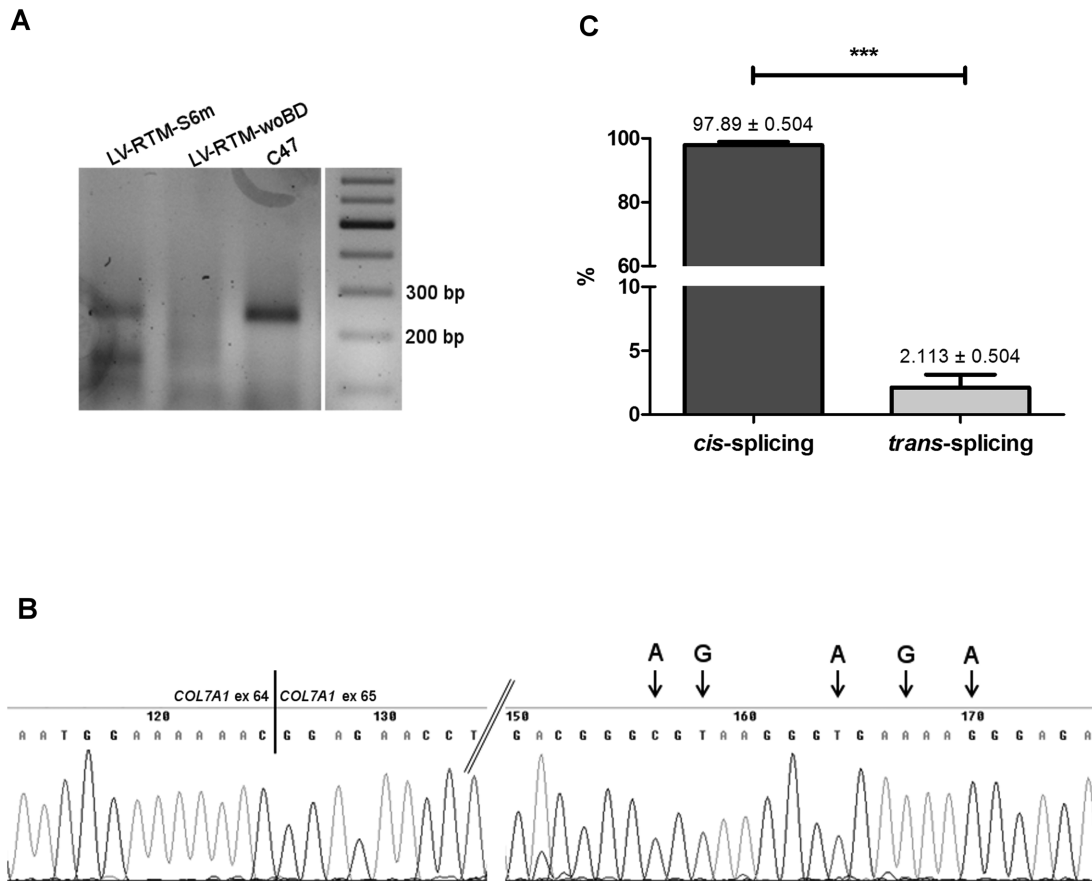 A
LV-RTM-S6m
LV-RTM-woBD
C47
300 bp
200 bp
C
***
97.89 ± 0.504
100
80
60
%
10
5
0
2.113 ± 0.504
cis-splicing
trans-splicing
B
A G A G A
COL7A1 ex 64 COL7A1 ex 65
120 130 150 160 170
A A T G G A A A A A A C G G A G A A C C T G A C G G G C G T A A G G G T G A A A A G G G A G A